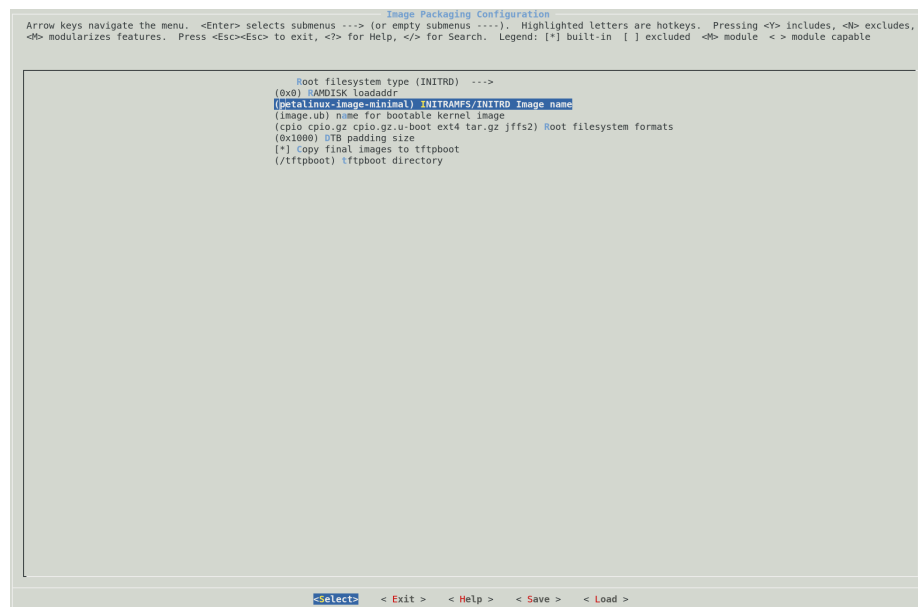 Image Packaging Configuration
Arrow keys navigate the menu.  <Enter> selects submenus ---> (or empty submenus ----).  Highlighted letters are hotkeys.  Pressing <Y> includes, <N> excludes,
<M> modularizes features.  Press <Esc><Esc> to exit, <?> for Help, </> for Search.  Legend: [*] built-in  [ ] excluded  <M> module  < > module capable
Root filesystem type (INITRD)  --->
(0x0) RAMDISK loadaddr
(petalinux-image-minimal) INITRAMFS/INITRD Image name
(image.ub) name for bootable kernel image
(cpio cpio.gz cpio.gz.u-boot ext4 tar.gz jffs2) Root filesystem formats
(0x1000) DTB padding size
[*] Copy final images to tftpboot
(/tftpboot) tftpboot directory
<Select>    < Exit >    < Help >    < Save >    < Load >